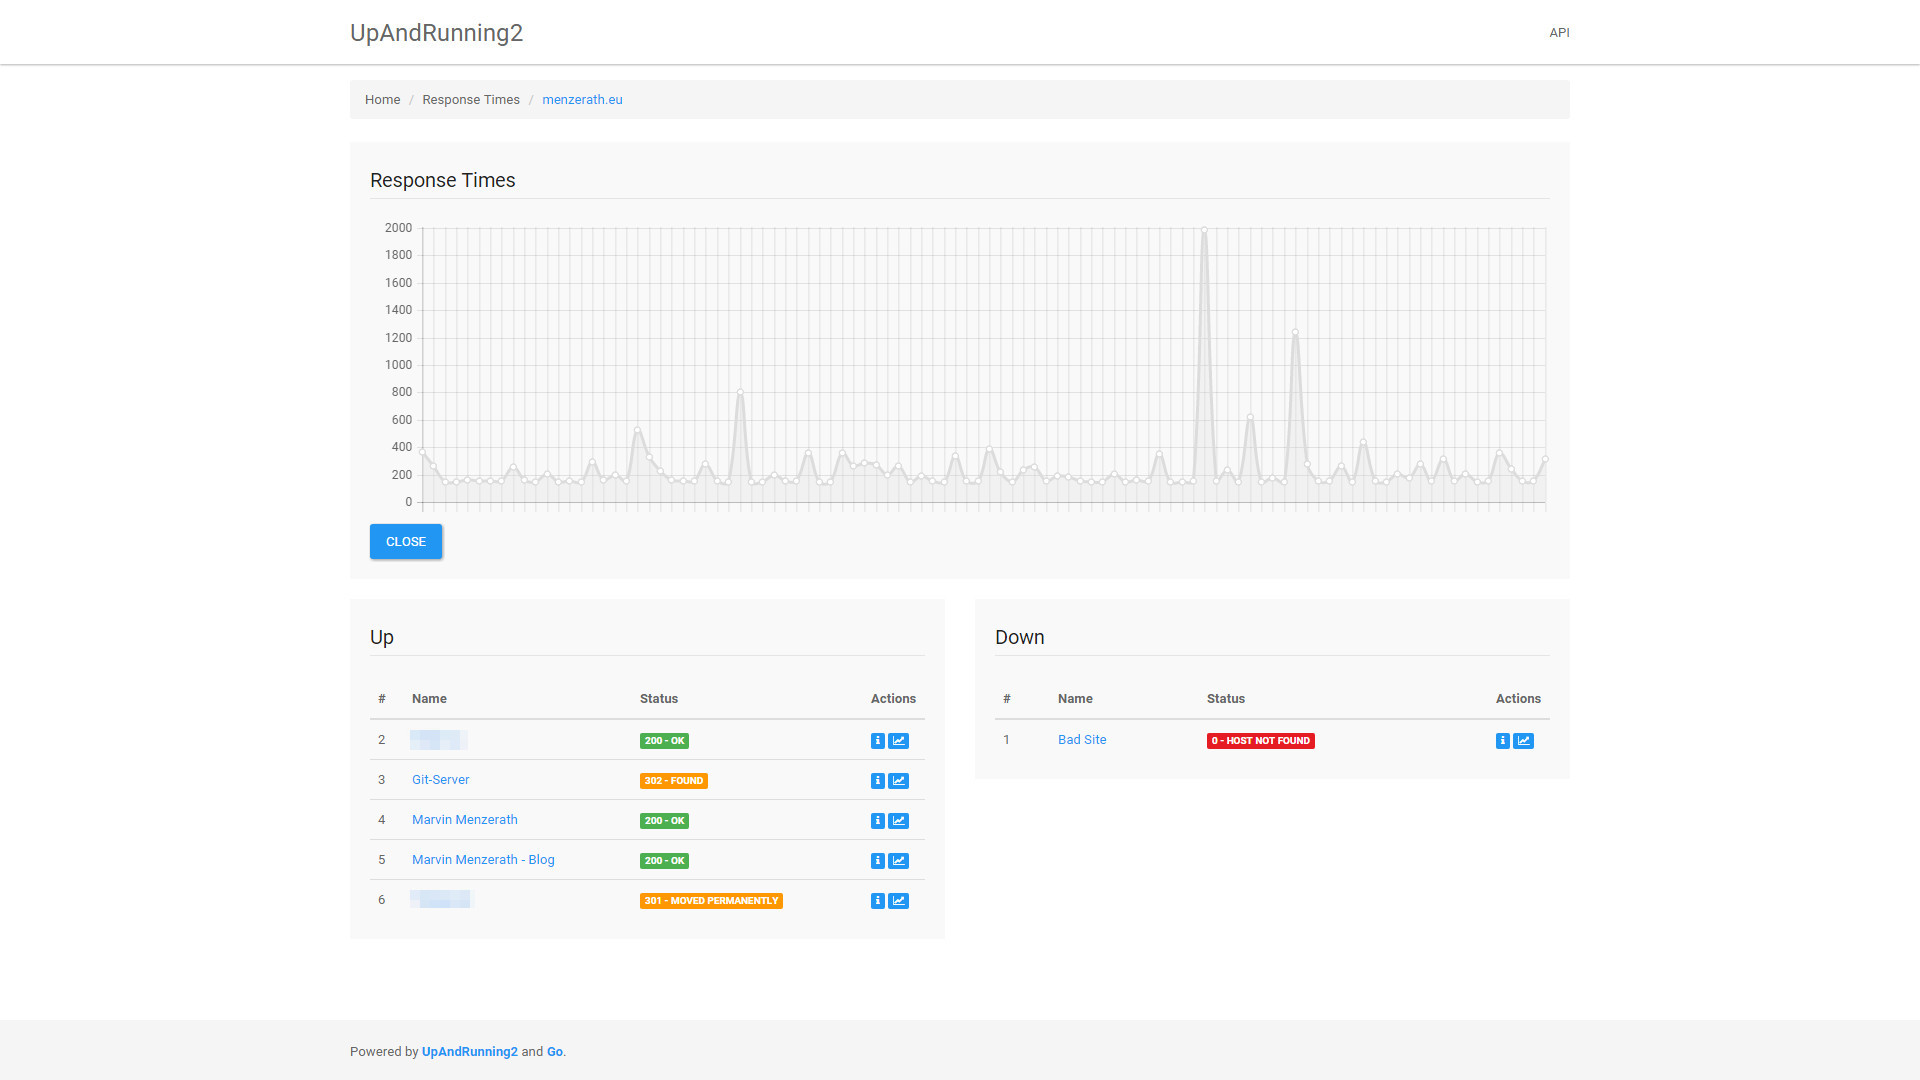 UpAndRunning2
API
Home / Response Times / menzerath.eu
Response Times
2000
1800
1600
1400
1200
1000
800
600
400
200
0
CLOSE
Up
# Name Status Actions
2 200 - OK
3 Git-Server 302 - FOUND
4 Marvin Menzerath 200 - OK
5 Marvin Menzerath - Blog 200 - OK
6 301 - MOVED PERMANENTLY
Down
# Name Status Actions
1 Bad Site 0 - HOST NOT FOUND
Powered by UpAndRunning2 and Go.